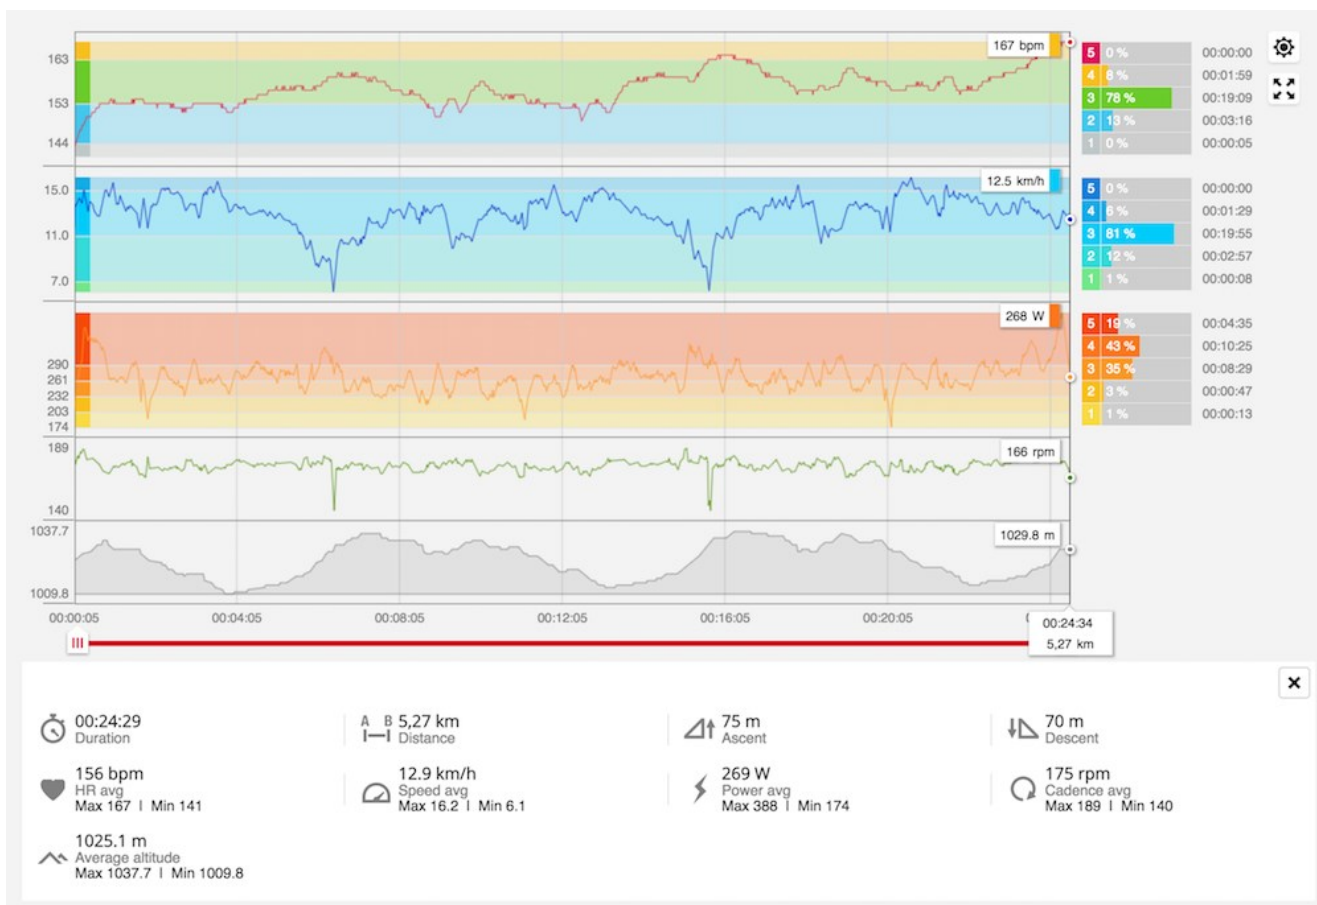 163
153
144
167 bpm
5 0 % 00:00:00
4 8 % 00:01:59
3 78 % 00:19:09
2 13 % 00:03:16
1 0 % 00:00:05
15.0
11.0
7.0
12.5 km/h
5 0 % 00:00:00
4 6 % 00:01:29
3 81 % 00:19:55
2 12 % 00:02:57
1 1 % 00:00:08
290
261
232
203
174
268 W
5 19 % 00:04:35
4 43 % 00:10:25
3 35 % 00:08:29
2 3 % 00:00:47
1 1 % 00:00:13
189
140
166 rpm
1037.7
1009.8
1029.8 m
00:00:05 00:04:05 00:08:05 00:12:05 00:16:05 00:20:05
00:24:34
5,27 km
00:24:29
Duration
A B 5,27 km
Distance
75 m
Ascent
70 m
Descent
156 bpm
HR avg
Max 167 | Min 141
12.9 km/h
Speed avg
Max 16.2 | Min 6.1
269 W
Power avg
Max 388 | Min 174
175 rpm
Cadence avg
Max 189 | Min 140
1025.1 m
Average altitude
Max 1037.7 | Min 1009.8